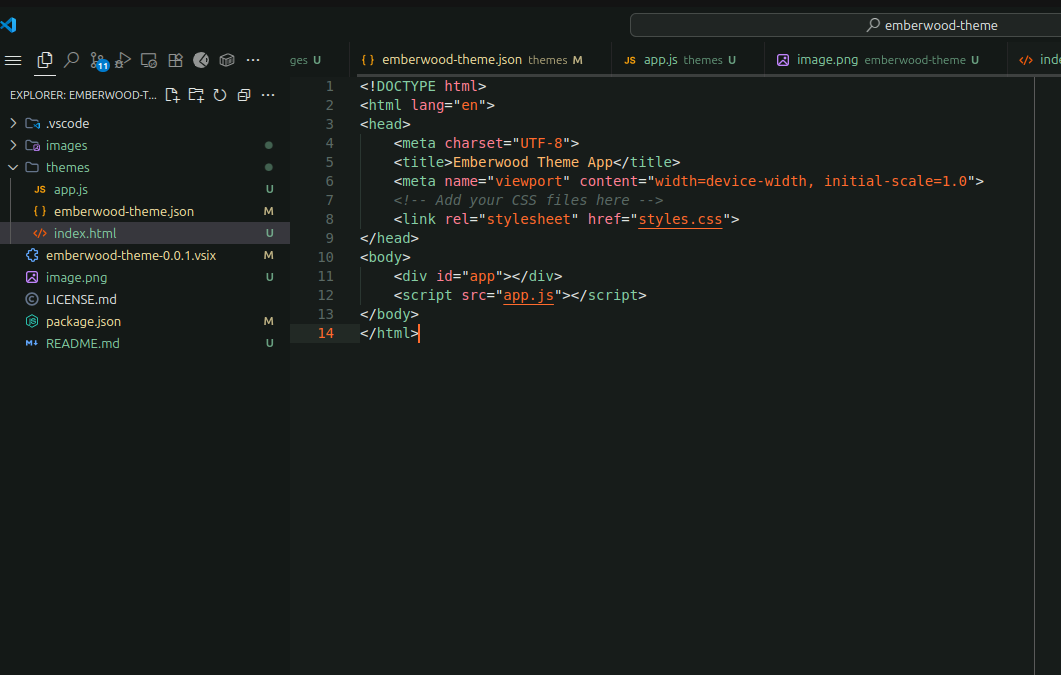 emberwood-theme
11
ges U
{ } emberwood-theme.json themes M
JS app.js themes U
image.png emberwood-theme U
</> inde
EXPLORER: EMBERWOOD-T...
.vscode
images
themes
JS app.js U
{ } emberwood-theme.json M
</> index.html U
emberwood-theme-0.0.1.vsix M
image.png U
LICENSE.md
package.json M
README.md U
1 <!DOCTYPE html>
2 <html lang="en">
3 <head>
4 <meta charset="UTF-8">
5 <title>Emberwood Theme App</title>
6 <meta name="viewport" content="width=device-width, initial-scale=1.0">
7 <!-- Add your CSS files here -->
8 <link rel="stylesheet" href="styles.css">
9 </head>
10 <body>
11 <div id="app"></div>
12 <script src="app.js"></script>
13 </body>
14 </html>